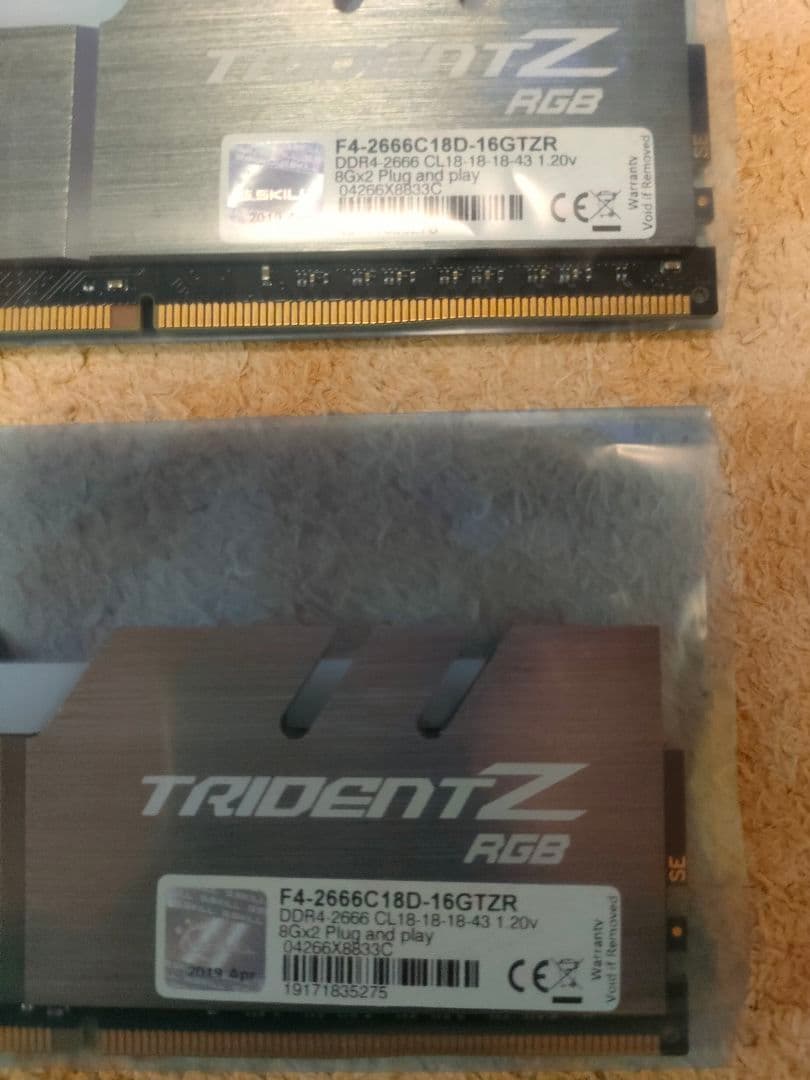 TRIDENTZ
RGB
F4-2666C18D-16GTZR
DDR4-2666 CL18-18-18-43 1.20v
8Gx2 Plug and play
04266X8833C
G.SKILL
2019
Warranty
Void if Removed
SE
TRIDENTZ
RGB
F4-2666C18D-16GTZR
DDR4-2666 CL18-18-18-43 1.20v
8Gx2 Plug and play
04266X8833C
19171835275
2019 Apr
CE
Warranty
Void if Removed
SE